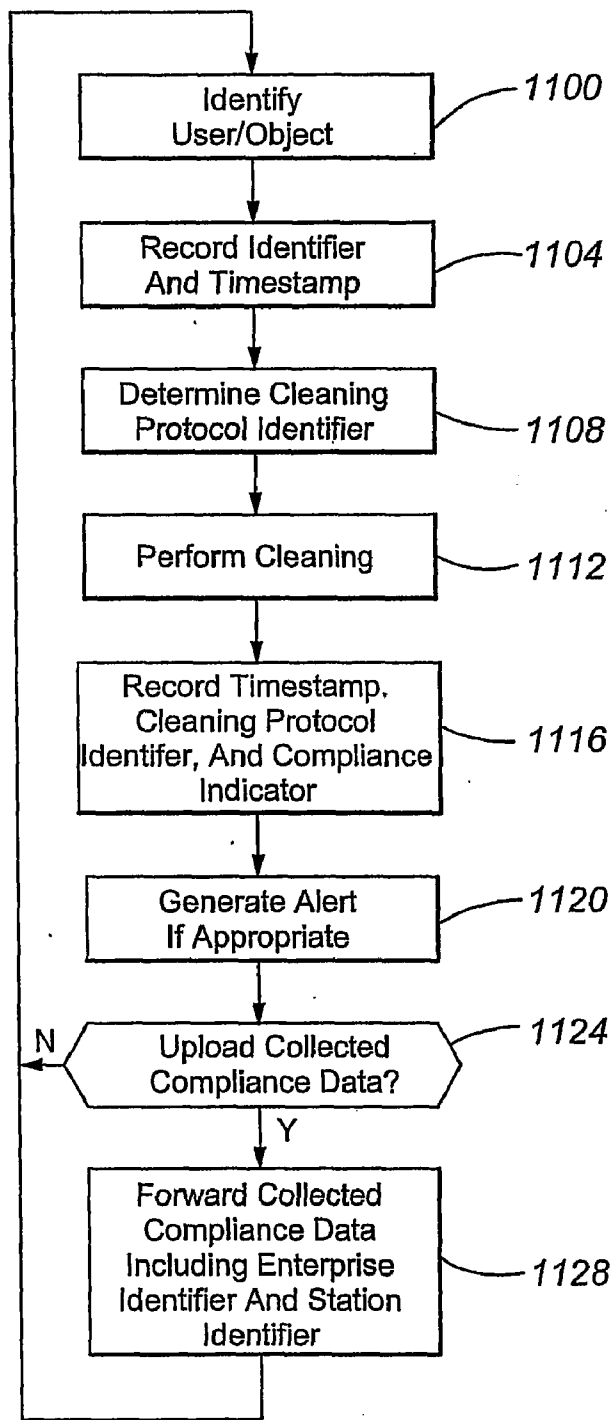 Identify
User/Object
1100
Record Identifier
And Timestamp
1104
Determine Cleaning
Protocol Identifier
1108
Perform Cleaning
1112
Record Timestamp.
Cleaning Protocol
Identifer, And Compliance
Indicator
1116
Generate Alert
If Appropriate
1120
Upload Collected
Compliance Data?
1124
N
Y
Forward Collected
Compliance Data
Including Enterprise
Identifier And Station
Identifier
1128